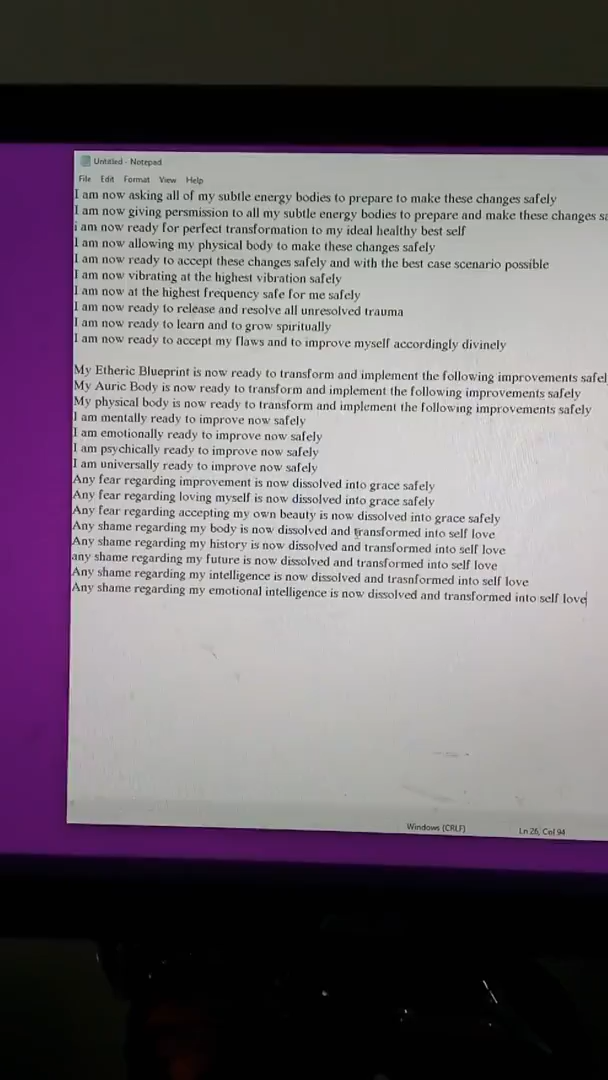 Untitled - Notepad
File Edit Format View Help
I am now asking all of my subtle energy bodies to prepare to make these changes safely
I am now giving persmission to all my subtle energy bodies to prepare and make these changes sa
i am now ready for perfect transformation to my ideal healthy best self
I am now allowing my physical body to make these changes safely
I am now ready to accept these changes safely and with the best case scenario possible
I am now vibrating at the highest vibration safely
I am now at the highest frequency safe for me safely
I am now ready to release and resolve all unresolved trauma
I am now ready to learn and to grow spiritually
I am now ready to accept my flaws and to improve myself accordingly divinely
My Etheric Blueprint is now ready to transform and implement the following improvements safel
My Auric Body is now ready to transform and implement the following improvements safely
My physical body is now ready to transform and implement the following improvements safely
I am mentally ready to improve now safely
I am emotionally ready to improve now safely
I am psychically ready to improve now safely
I am universally ready to improve now safely
Any fear regarding improvement is now dissolved into grace safely
Any fear regarding loving myself is now dissolved into grace safely
Any fear regarding accepting my own beauty is now dissolved into grace safely
Any shame regarding my body is now dissolved and transformed into self love
Any shame regarding my history is now dissolved and transformed into self love
any shame regarding my future is now dissolved and transformed into self love
Any shame regarding my intelligence is now dissolved and trasnformed into self love
Any shame regarding my emotional intelligence is now dissolved and transformed into self love
Windows (CRLF) Ln 26, Col 94